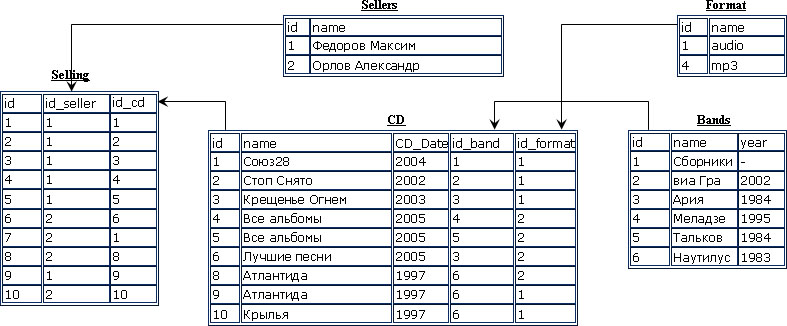 Sellers
id name
1 Федоров Максим
2 Орлов Александр
Format
id name
1 audio
4 mp3
Selling
id id_seller id_cd
1 1 1
2 1 2
3 1 3
4 1 4
5 1 5
6 2 6
7 2 1
8 2 8
9 1 9
10 2 10
CD
id name CD_Date id_band id_format
1 Союз28 2004 1 1
2 Стоп Снято 2002 2 1
3 Крещенье Огнем 2003 3 1
4 Все альбомы 2005 4 2
5 Все альбомы 2005 5 2
6 Лучшие песни 2005 3 2
8 Атлантида 1997 6 2
9 Атлантида 1997 6 1
10 Крылья 1997 6 1
Bands
id name year
1 Сборники -
2 виа Гра 2002
3 Ария 1984
4 Меладзе 1995
5 Тальков 1984
6 Наутилус 1983